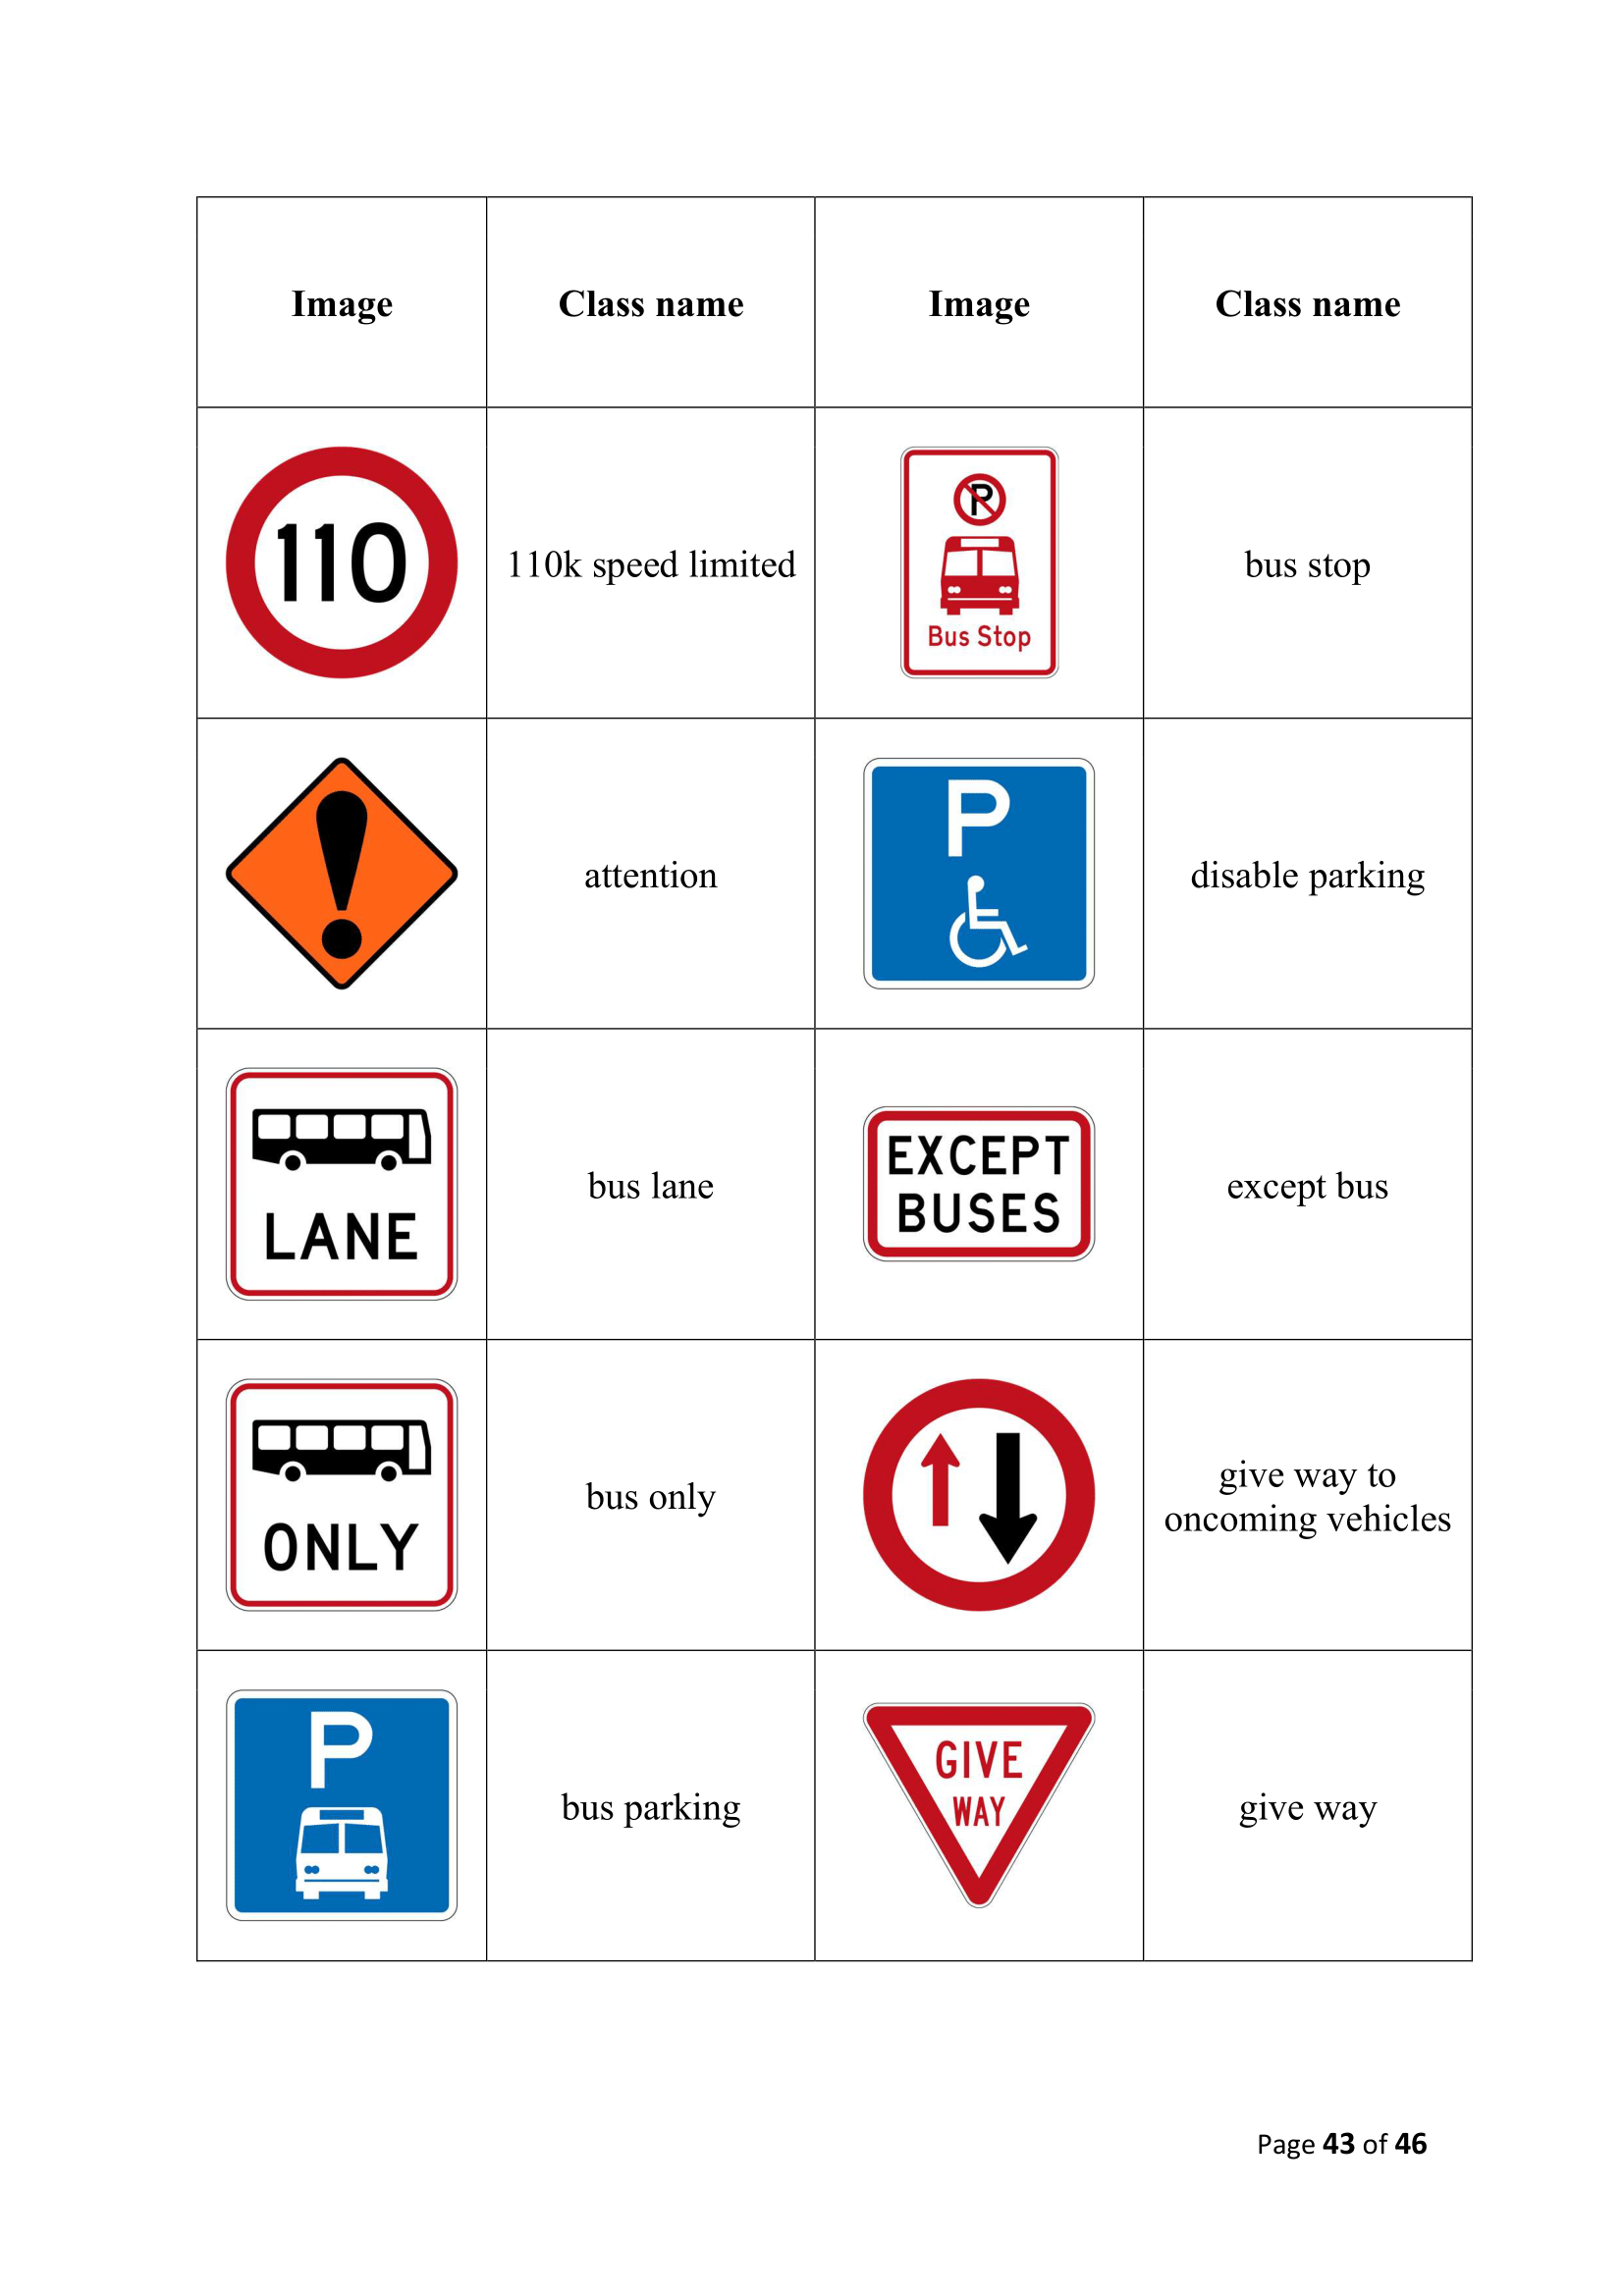 Image Class name Image Class name
110 110k speed limited P Bus Stop bus stop
attention P disable parking
LANE bus lane EXCEPT BUSES except bus
ONLY bus only give way to
oncoming vehicles
P bus parking GIVE WAY give way
Page 43 of 46